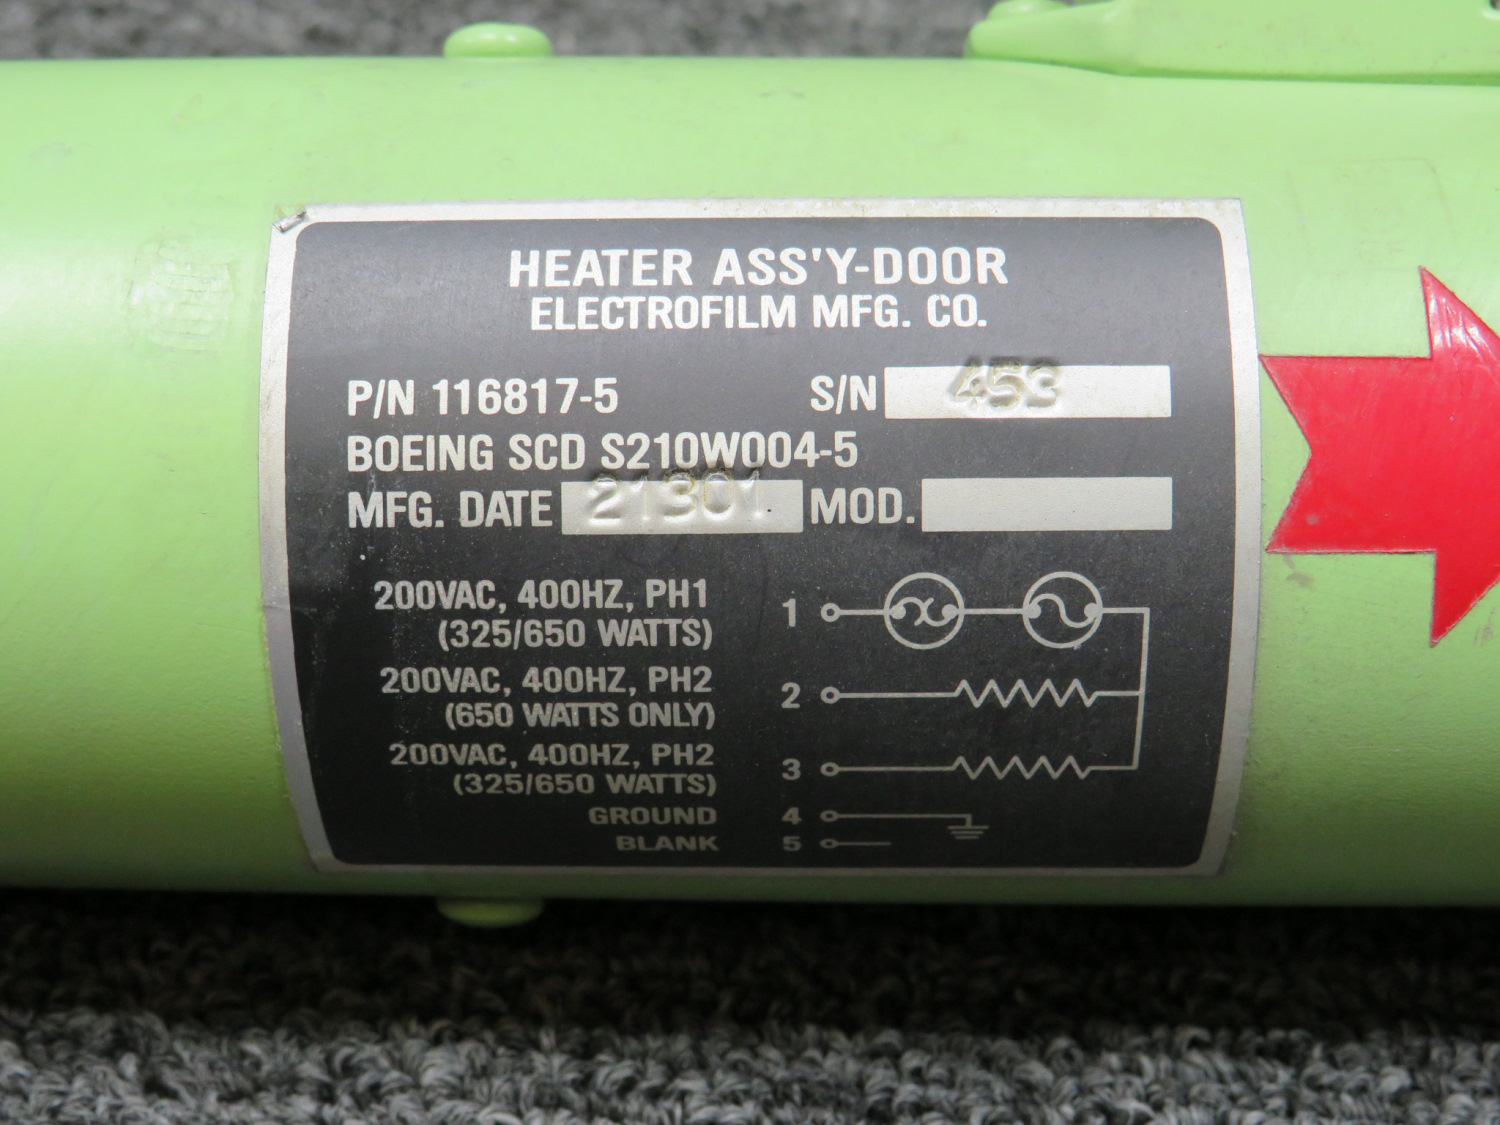 HEATER ASS'Y-DOOR
ELECTROFILM MFG. CO.
P/N 116817-5 S/N 453
BOEING SCD S210W004-5
MFG. DATE 21301 MOD.
200VAC, 400HZ, PH1 1
(325/650 WATTS)
200VAC, 400HZ, PH2 2
(650 WATTS ONLY)
200VAC, 400HZ, PH2 3
(325/650 WATTS)
GROUND 4
BLANK 5